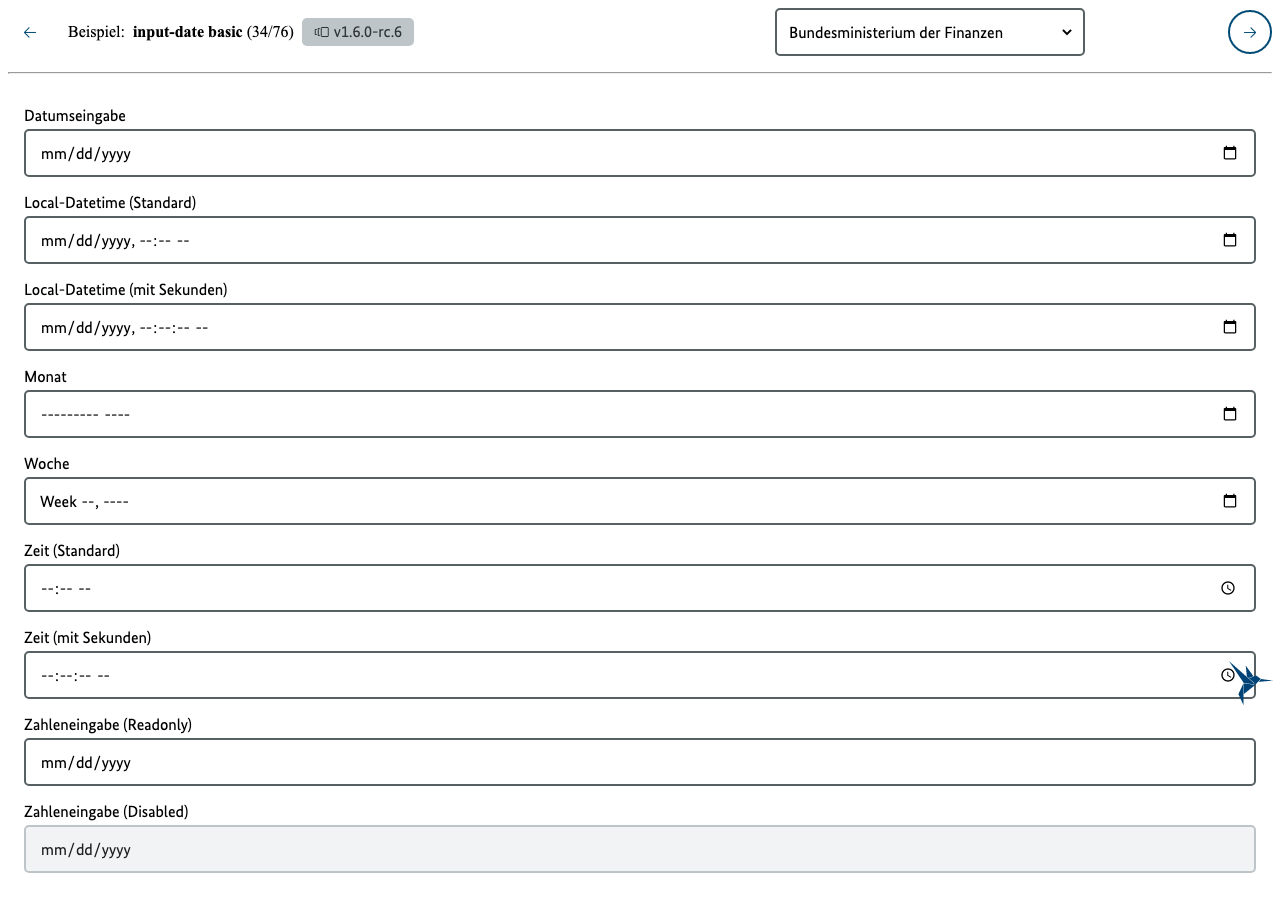 Beispiel: input-date basic (34/76) v1.6.0-rc.6 Bundesministerium der Finanzen
Datumseingabe
mm/dd/yyyy
Local-Datetime (Standard)
mm/dd/yyyy, --:-- --
Local-Datetime (mit Sekunden)
mm/dd/yyyy, --:--:-- --
Monat
--------- ----
Woche
Week --, ----
Zeit (Standard)
--:-- --
Zeit (mit Sekunden)
--:--:-- --
Zahleneingabe (Readonly)
mm/dd/yyyy
Zahleneingabe (Disabled)
mm/dd/yyyy